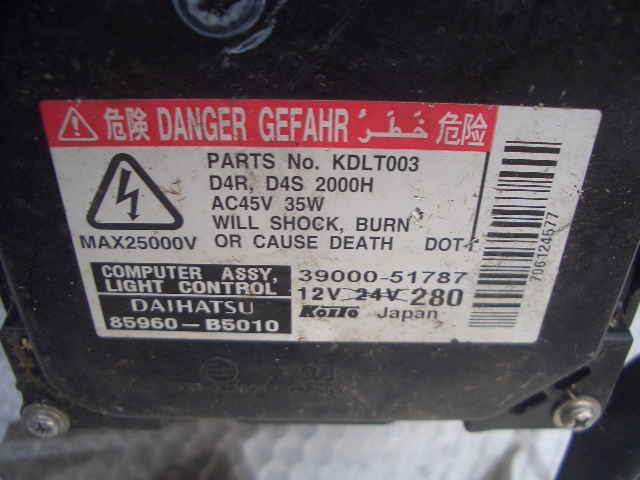 危険 DANGER GEFAHR خَطَرٌ 危险
PARTS No. KDLT003
D4R, D4S 2000H
AC45V 35W
WILL SHOCK, BURN
MAX25000V OR CAUSE DEATH DOT-1
COMPUTER ASSY, LIGHT CONTROL
39000-51787
12V 24V 280
DAIHATSU
85960-B5010
KOITO Japan
706124577